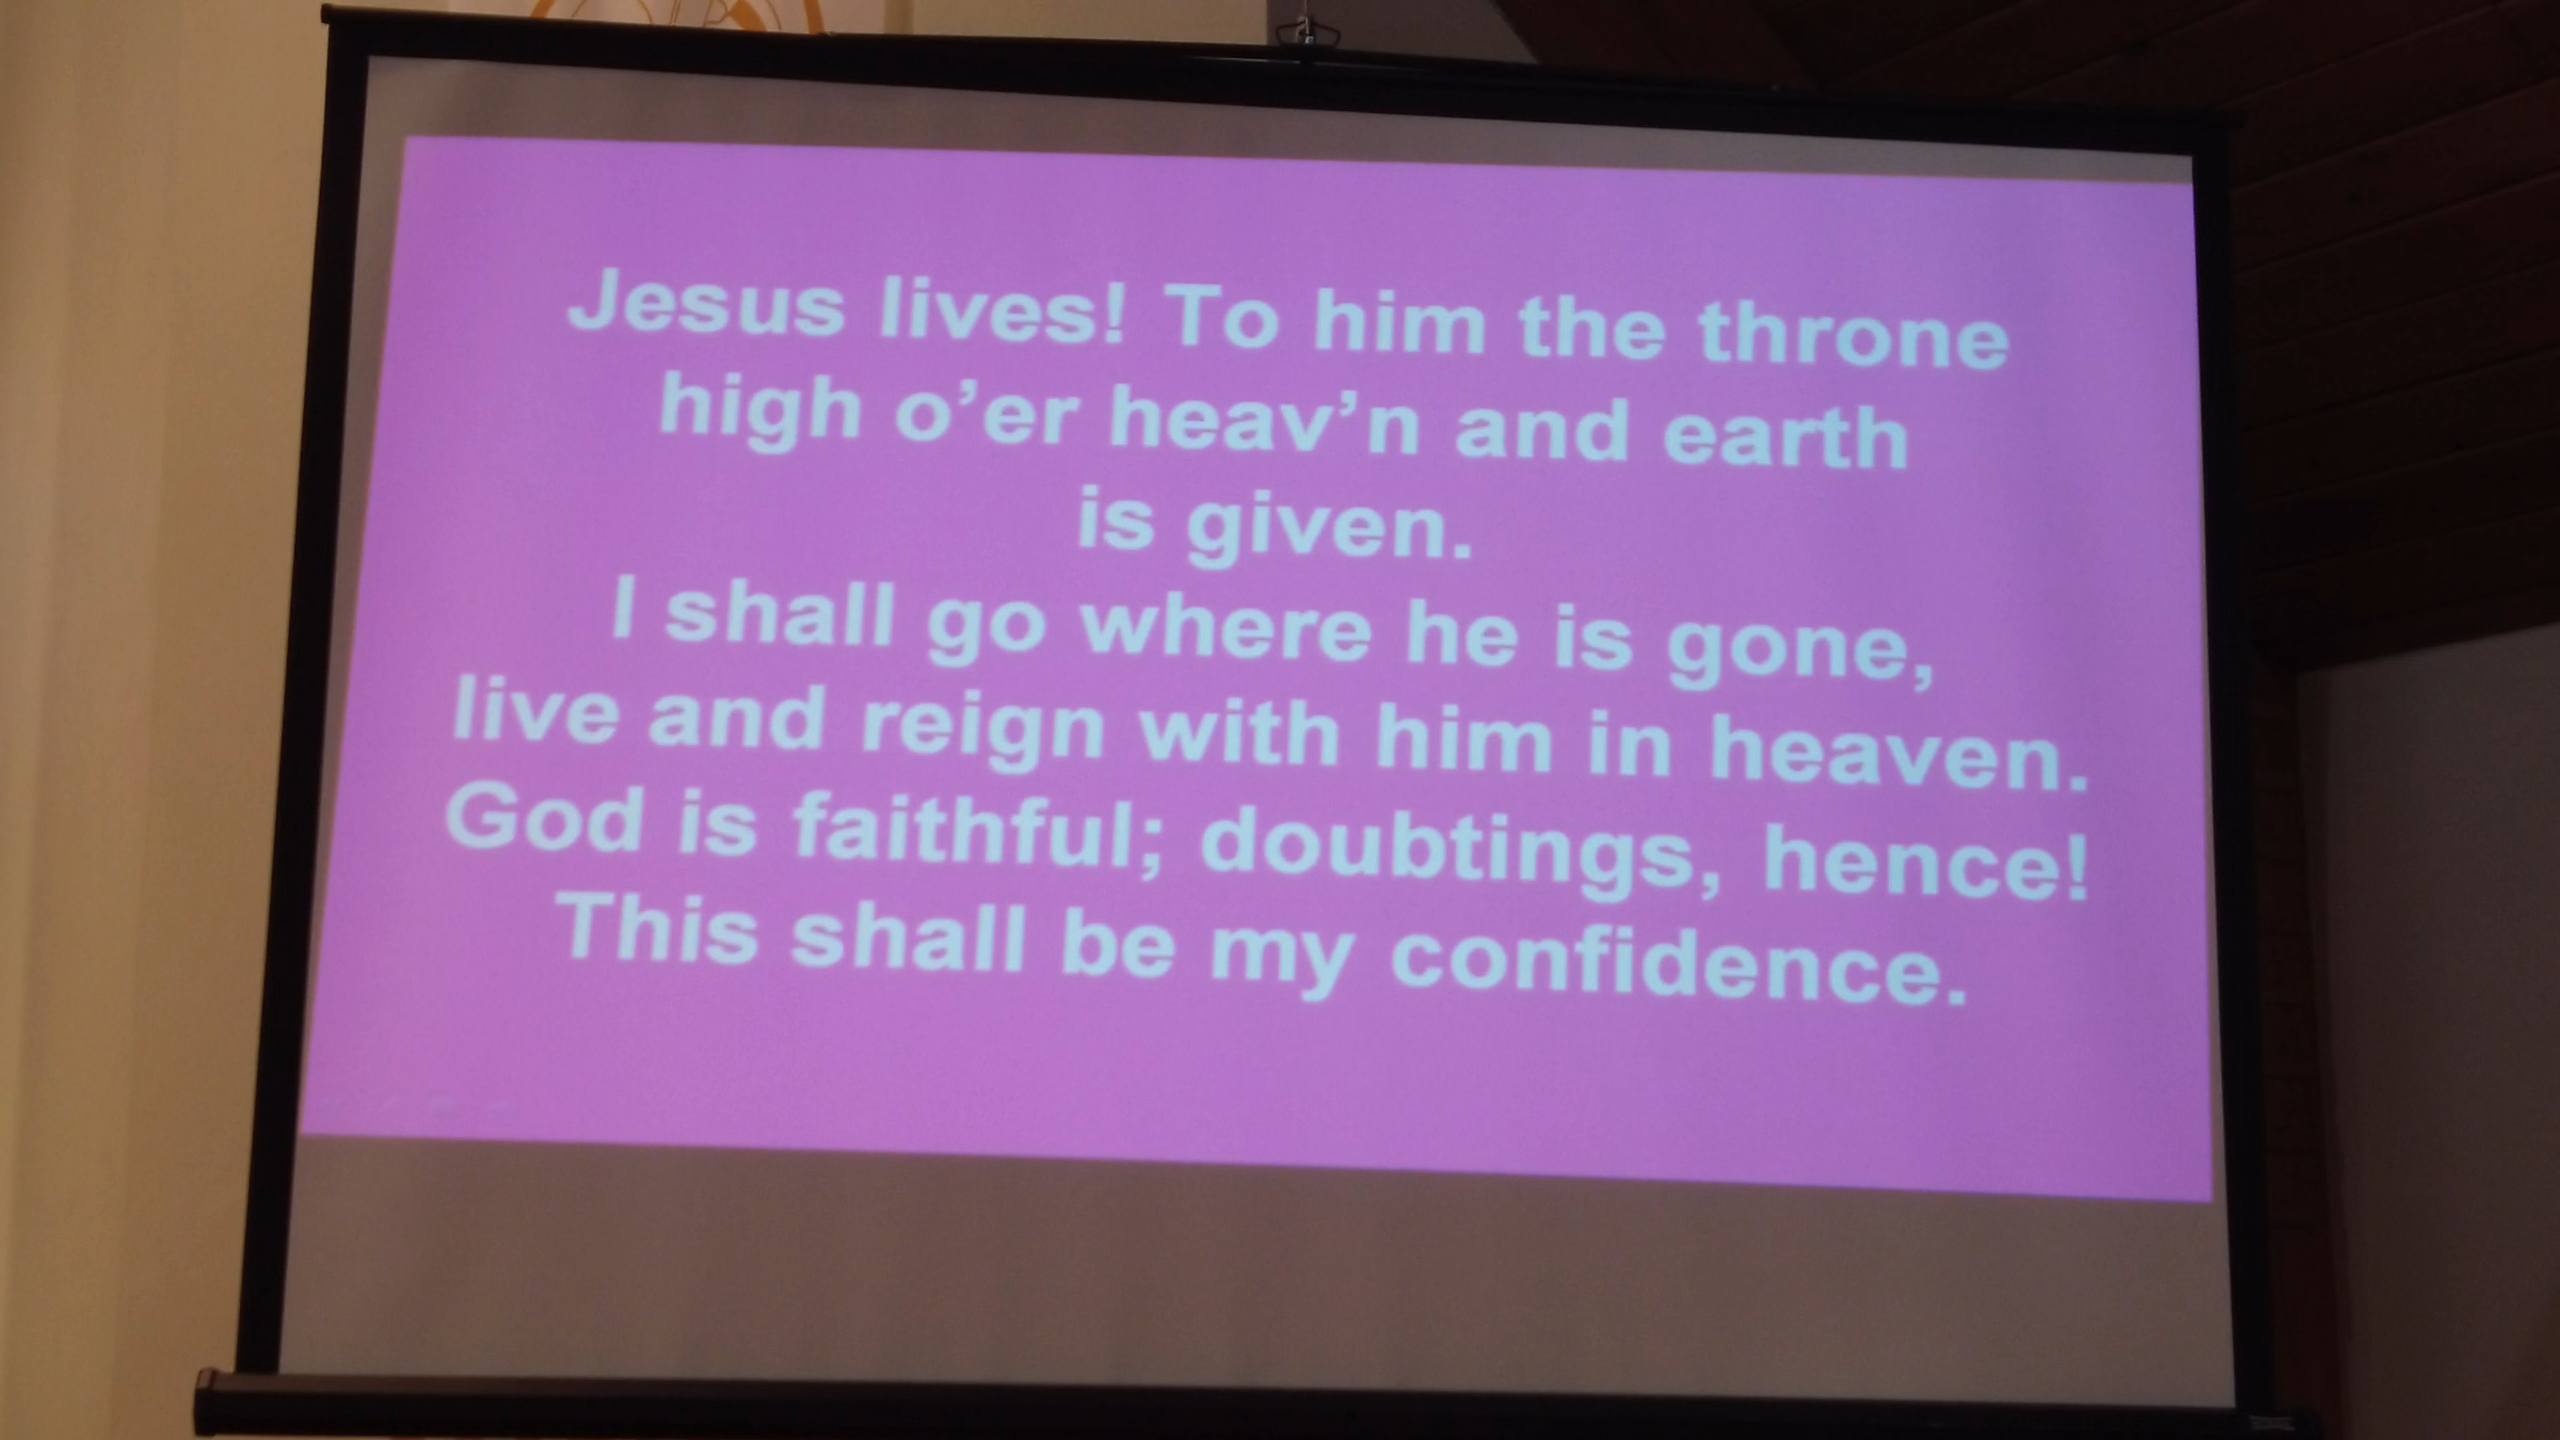 Jesus lives! To him the throne
high o’er heav’n and earth
is given.
I shall go where he is gone,
live and reign with him in heaven.
God is faithful; doubtings, hence!
This shall be my confidence.